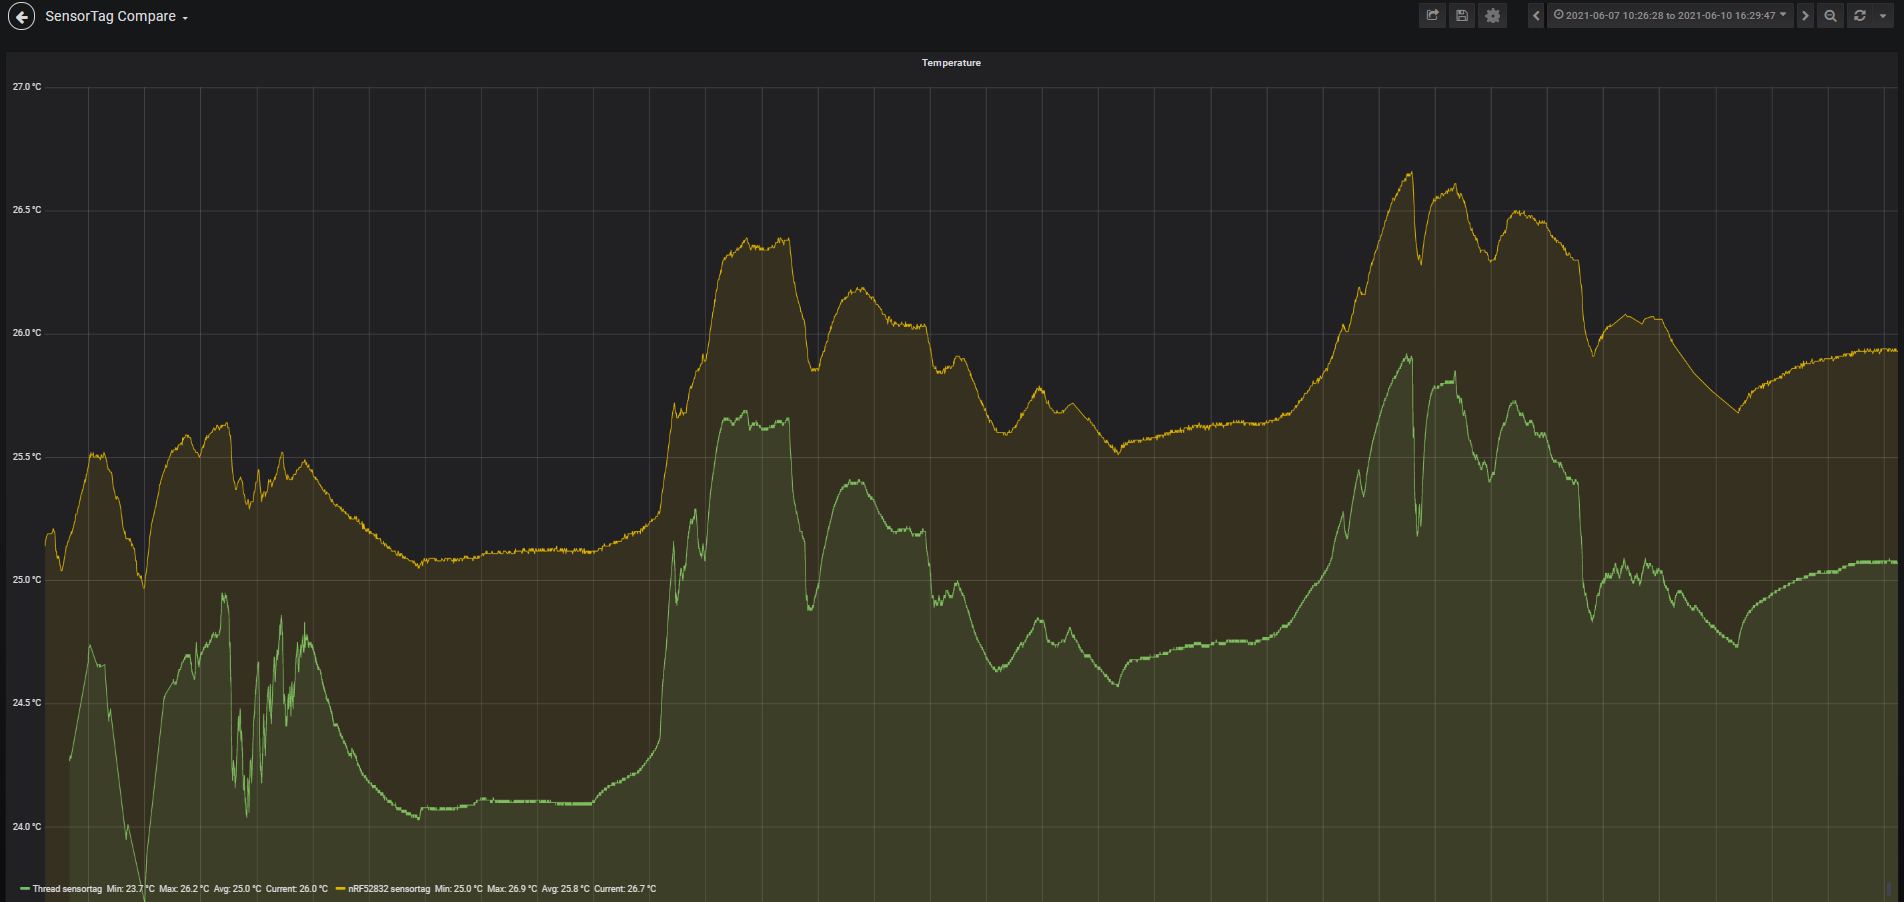 SensorTag Compare
2021-06-07 10:26:28 to 2021-06-10 16:29:47
Temperature
27.0 °C
26.5 °C
26.0 °C
25.5 °C
25.0 °C
24.5 °C
24.0 °C
Thread sensortag Min: 23.7 °C Max: 26.2 °C Avg: 25.0 °C Current: 26.0 °C nRF52832 sensortag Min: 25.0 °C Max: 26.9 °C Avg: 25.8 °C Current: 26.7 °C